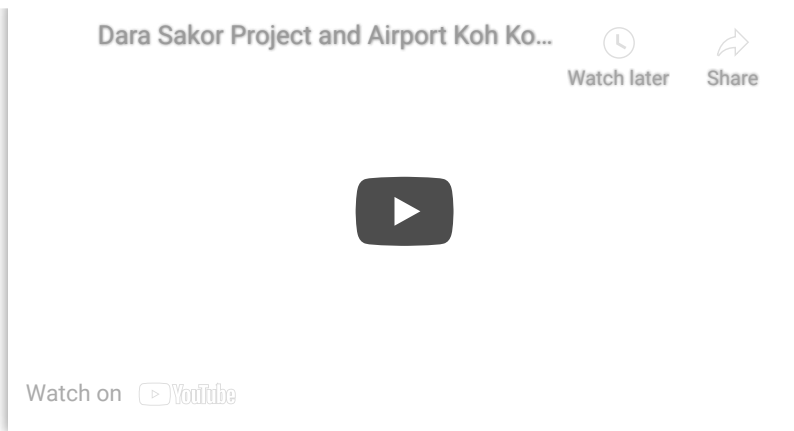 Dara Sakor Project and Airport Koh Ko...
Watch later
Share
Watch on YouTube